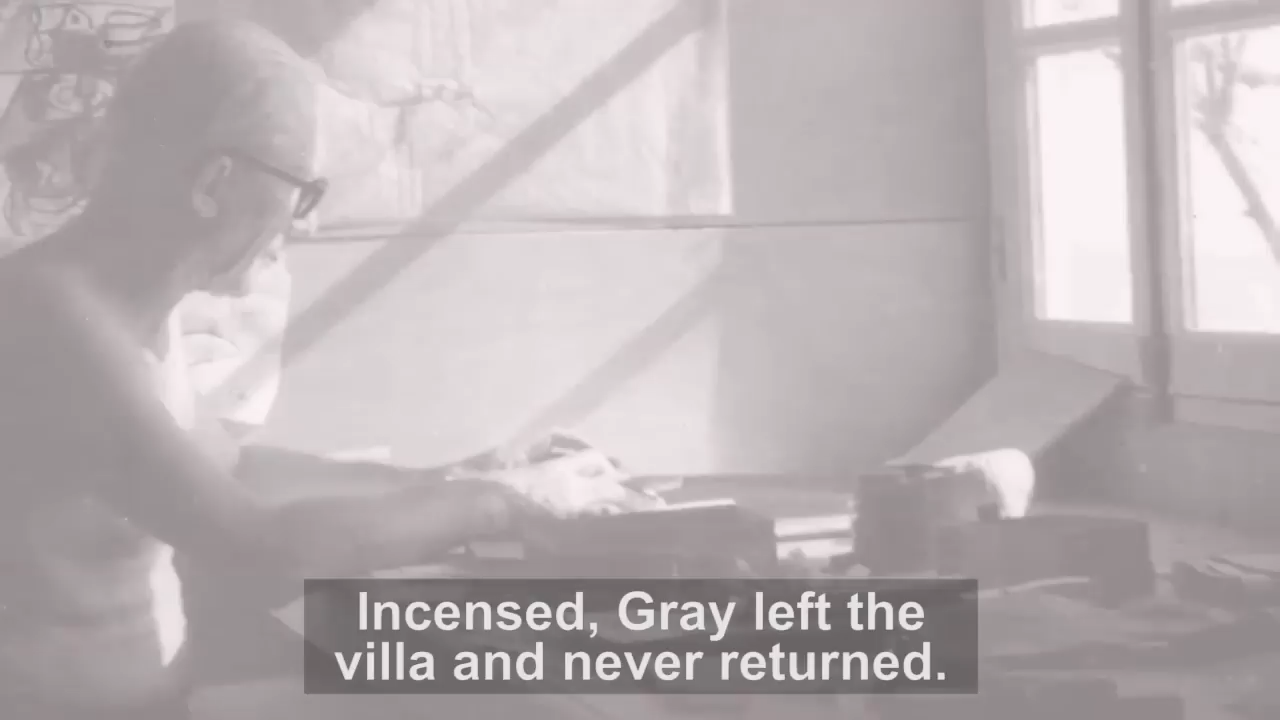 Incensed, Gray left the
villa and never returned.